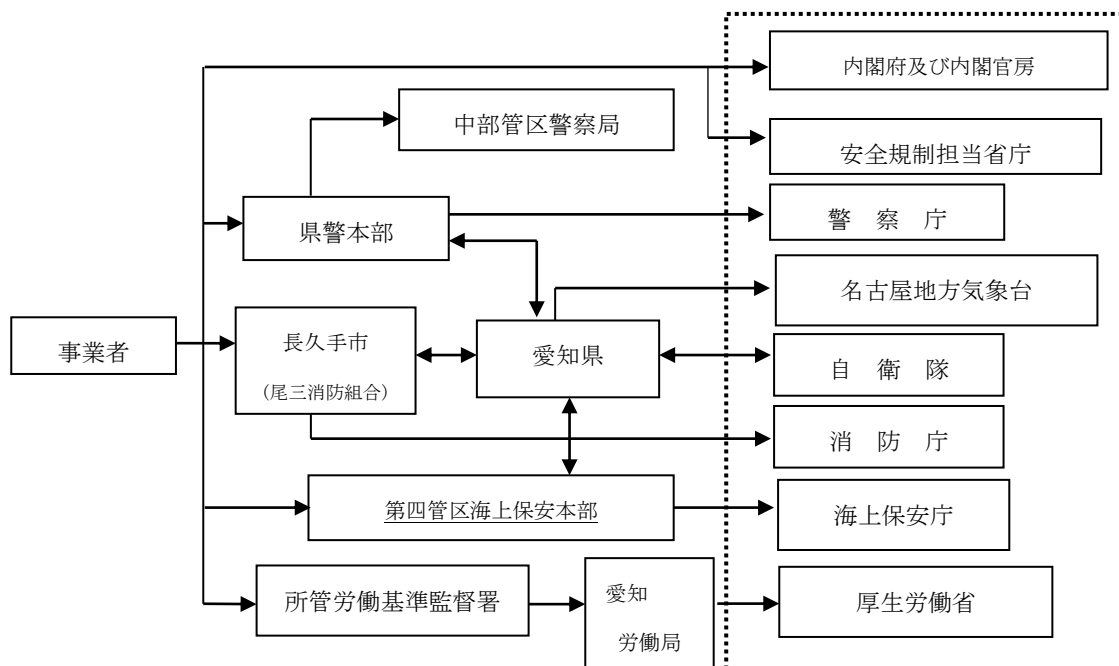 内閣府及び内閣官房
中部管区警察局
安全規制担当省庁
県警本部
警　察　庁
名古屋地方気象台
事業者
長久手市
（尾三消防組合）
愛知県
自　衛　隊
消　防　庁
第四管区海上保安本部
海上保安庁
所管労働基準監督署
愛知
労働局
厚生労働省